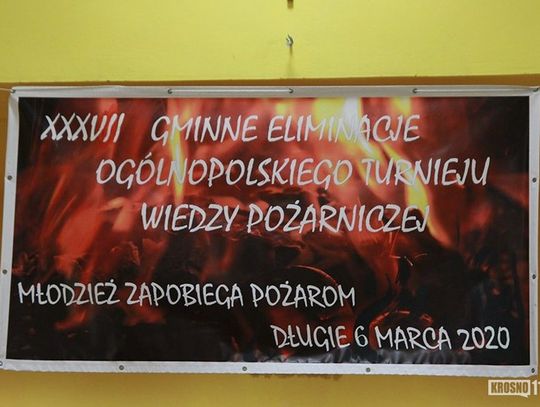 XXXVII GMINNE ELIMINACJE
OGÓLNOPOLSKIEGO TURNIEJU
WIEDZY POŻARNICZEJ
MŁODZIEŻ ZAPOBIEGA POŻAROM
DŁUGIE 6 MARCA 2020
KROSNO